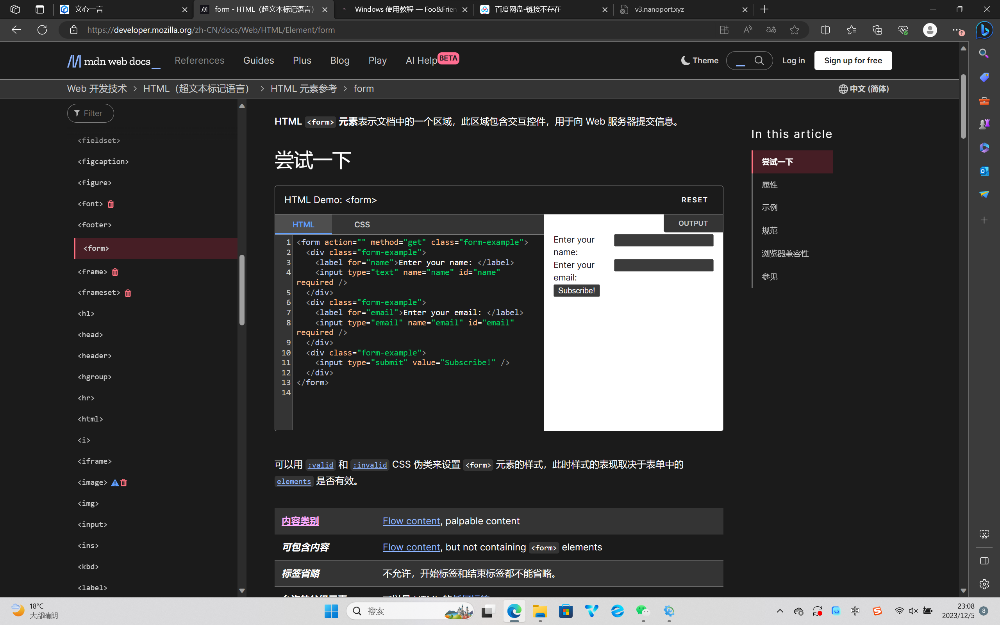 文心一言
form - HTML（超文本标记语言）
Windows 使用教程 — Foo&Frien
百度网盘-链接不存在
v3.nanoport.xyz
https://developer.mozilla.org/zh-CN/docs/Web/HTML/Element/form
mdn web docs
References
Guides
Plus
Blog
Play
AI Help
BETA
Theme
Log in
Sign up for free
Web 开发技术
HTML（超文本标记语言）
HTML 元素参考
form
中文 (简体)
Filter
<fieldset>
<figcaption>
<figure>
<font>
<footer>
<form>
<frame>
<frameset>
<h1>
<head>
<header>
<hgroup>
<hr>
<html>
<i>
<iframe>
<image>
<img>
<input>
<ins>
<kbd>
<label>
HTML <form> 元素表示文档中的一个区域，此区域包含交互控件，用于向 Web 服务器提交信息。
尝试一下
HTML Demo: <form>
RESET
HTML
CSS
1 <form action="" method="get" class="form-example">
2 <div class="form-example">
3 <label for="name">Enter your name: </label>
4 <input type="text" name="name" id="name"
required />
5 </div>
6 <div class="form-example">
7 <label for="email">Enter your email: </label>
8 <input type="email" name="email" id="email"
required />
9 </div>
10 <div class="form-example">
11 <input type="submit" value="Subscribe!" />
12 </div>
13 </form>
14
OUTPUT
Enter your
name:
Enter your
email:
Subscribe!
可以用 :valid 和 :invalid CSS 伪类来设置 <form> 元素的样式，此时样式的表现取决于表单中的
elements 是否有效。
内容类别 Flow content, palpable content
可包含内容 Flow content, but not containing <form> elements
标签省略 不允许，开始标签和结束标签都不能省略。
In this article
尝试一下
属性
示例
规范
浏览器兼容性
参见
18°C
大部晴朗
搜索
中
23:08
2023/12/5
8